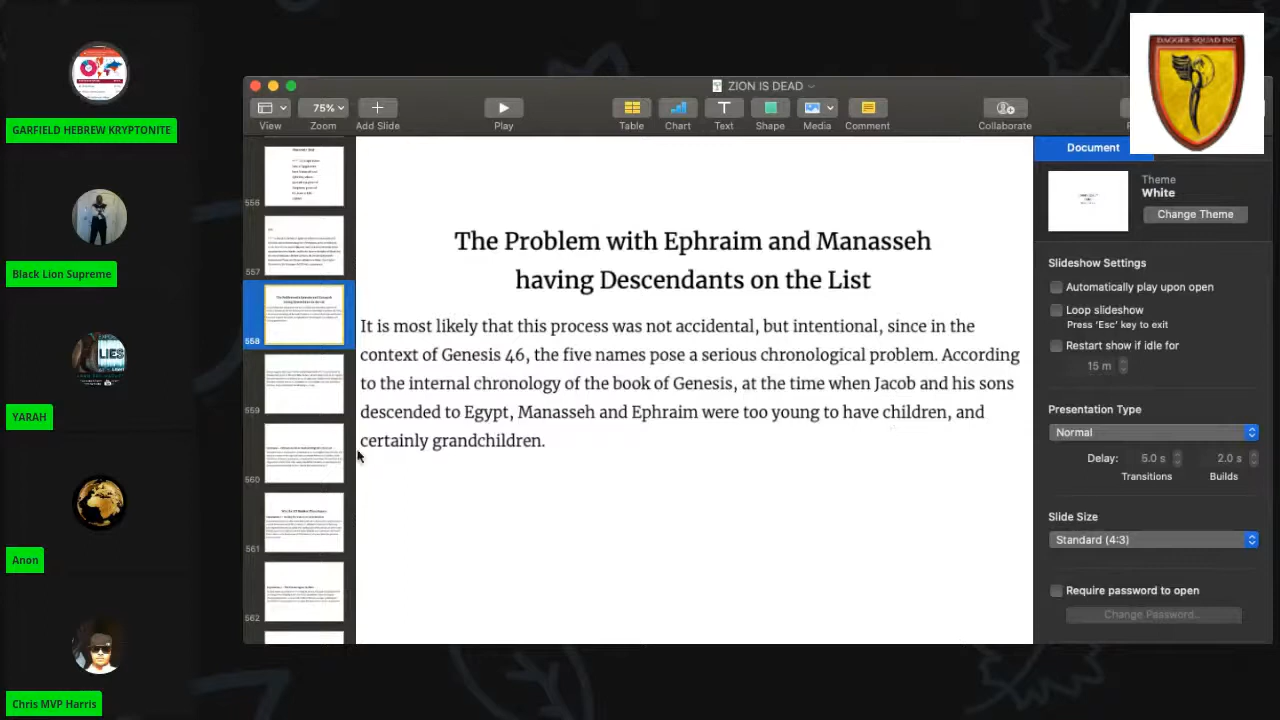 DAGGER SQUAD INC
GARFIELD HEBREW KRYPTONITE
Black Lion Supreme
LIES
YARAH
Anon
Chris MVP Harris
ZION IS DEAD
75%
View
Zoom
Add Slide
Play
Table
Chart
Text
Shape
Media
Comment
Collaborate
556
557
558
559
560
561
562
The Problem with Ephraim and Manasseh
having Descendants on the List
It is most likely that the process was not accidental, but intentional, since in the
context of Genesis 46, the five names pose a serious chronological problem. According
to the internal chronology of the book of Genesis, at the time when Jacob and his sons
descended to Egypt, Manasseh and Ephraim were too young to have children, and
certainly grandchildren.
Document
Theme
White
Change Theme
Slideshow Settings
Automatically play upon open
Loop slideshow
Press 'Esc' key to exit
Restart show if idle for
15 m
Presentation Type
Normal
Delay:
5.0 s
2.0 s
Transitions
Builds
Slide Size
Standard (4:3)
Require password to open
Change Password...